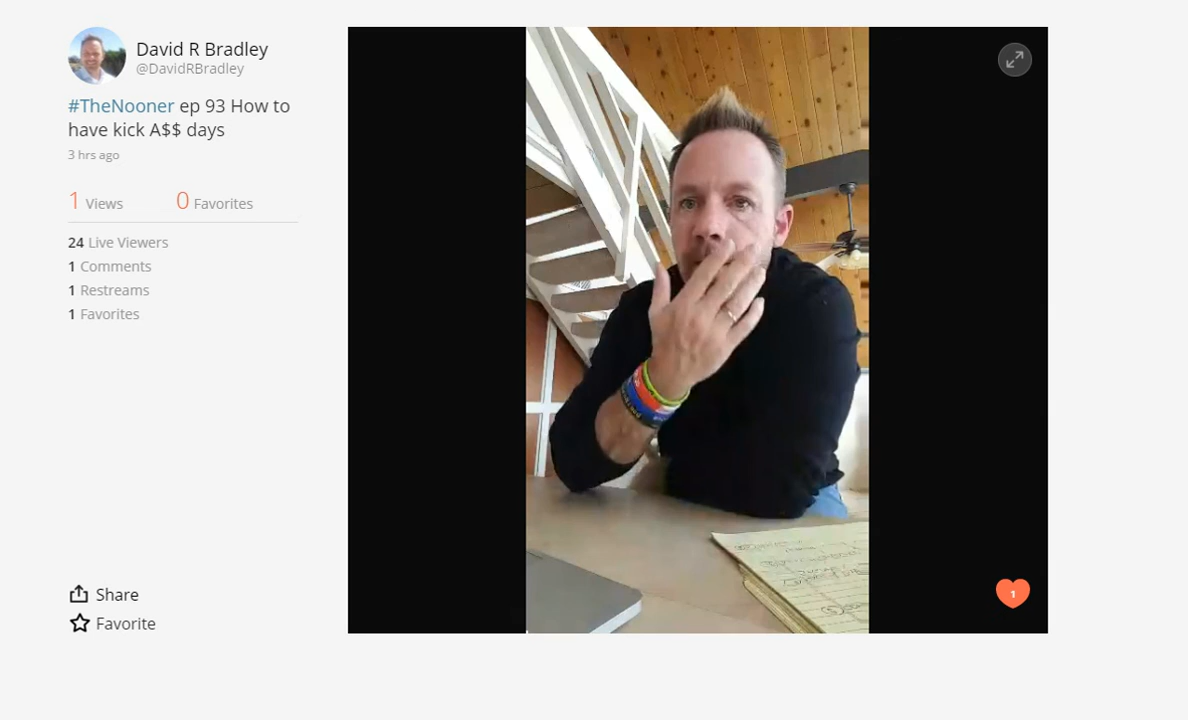 David R Bradley
@DavidRBradley
#TheNooner ep 93 How to
have kick A$$ days
3 hrs ago
1 Views 0 Favorites
24 Live Viewers
1 Comments
1 Restreams
1 Favorites
Share
Favorite
1